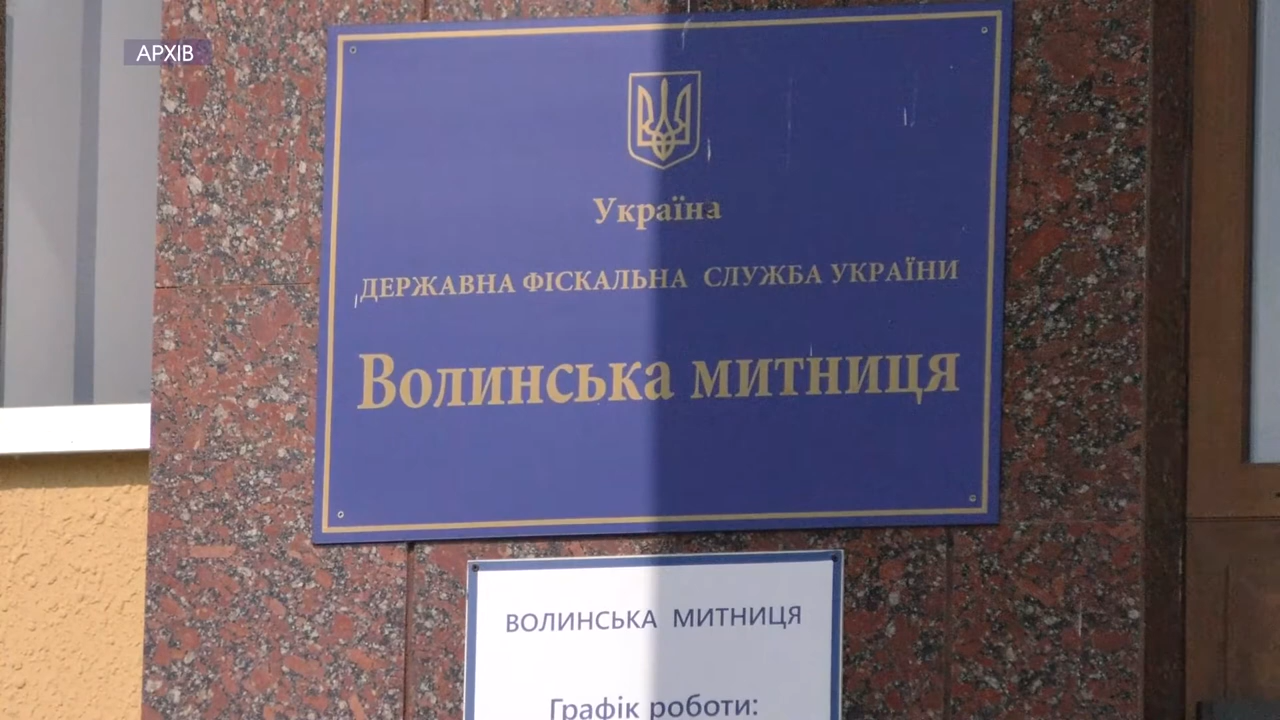 АРХІВ
Україна
ДЕРЖАВНА ФІСКАЛЬНА СЛУЖБА УКРАЇНИ
Волинська митниця
ВОЛИНСЬКА МИТНИЦЯ
Графік роботи: